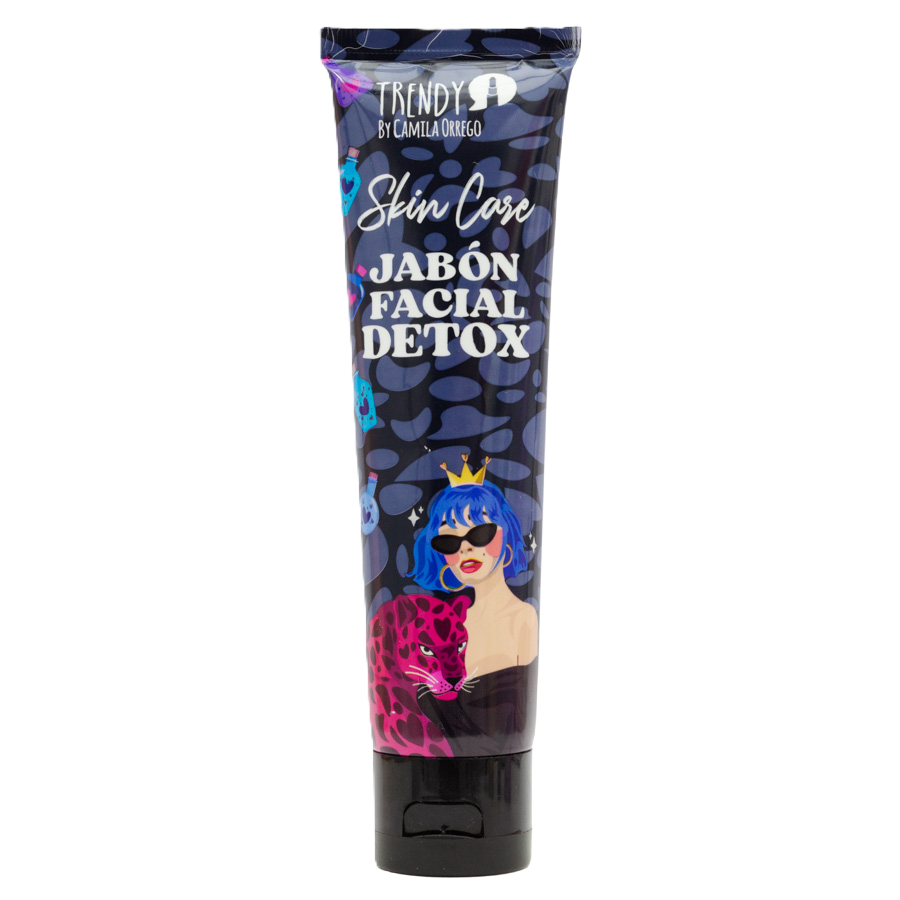 TRENDY
BY CAMILA ORREGO
Skin Care
JABÓN
FACIAL
DETOX